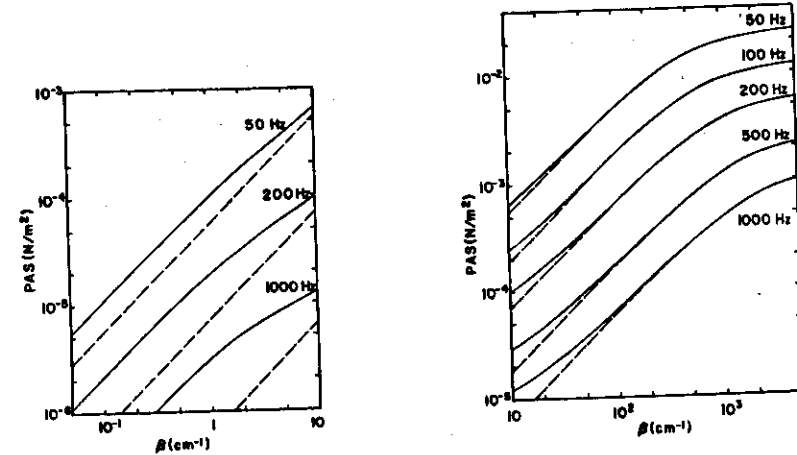 10⁻³
10⁻⁴
10⁻⁵
10⁻⁶
PAS (N/m²)
50 Hz
200 Hz
1000 Hz
10⁻¹
1
10
β(cm⁻¹)
10⁻²
10⁻³
10⁻⁴
10⁻⁵
PAS (N/m²)
50 Hz
100 Hz
200 Hz
500 Hz
1000 Hz
10
10²
10³
β(cm⁻¹)